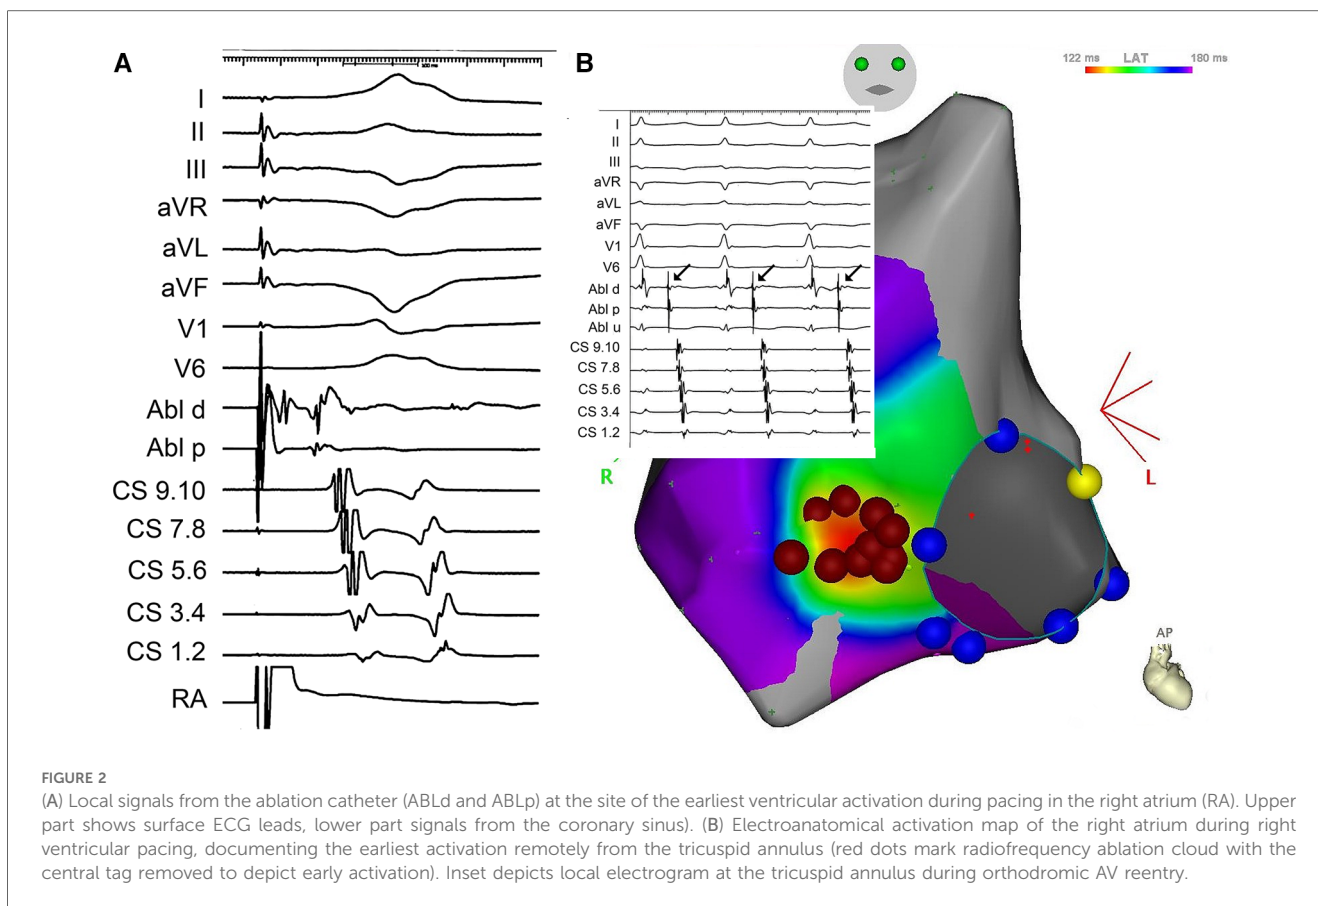 A
100 ms
I
II
III
aVR
aVL
aVF
V1
V6
Abl d
Abl p
CS 9.10
CS 7.8
CS 5.6
CS 3.4
CS 1.2
RA
B
I
II
III
aVR
aVL
aVF
V1
V6
Abl d
Abl p
Abl u
CS 9.10
CS 7.8
CS 5.6
CS 3.4
CS 1.2
122 ms LAT 180 ms
R
L
AP
FIGURE 2
(A) Local signals from the ablation catheter (ABLd and ABLp) at the site of the earliest ventricular activation during pacing in the right atrium (RA). Upper
part shows surface ECG leads, lower part signals from the coronary sinus). (B) Electroanatomical activation map of the right atrium during right
ventricular pacing, documenting the earliest activation remotely from the tricuspid annulus (red dots mark radiofrequency ablation cloud with the
central tag removed to depict early activation). Inset depicts local electrogram at the tricuspid annulus during orthodromic AV reentry.